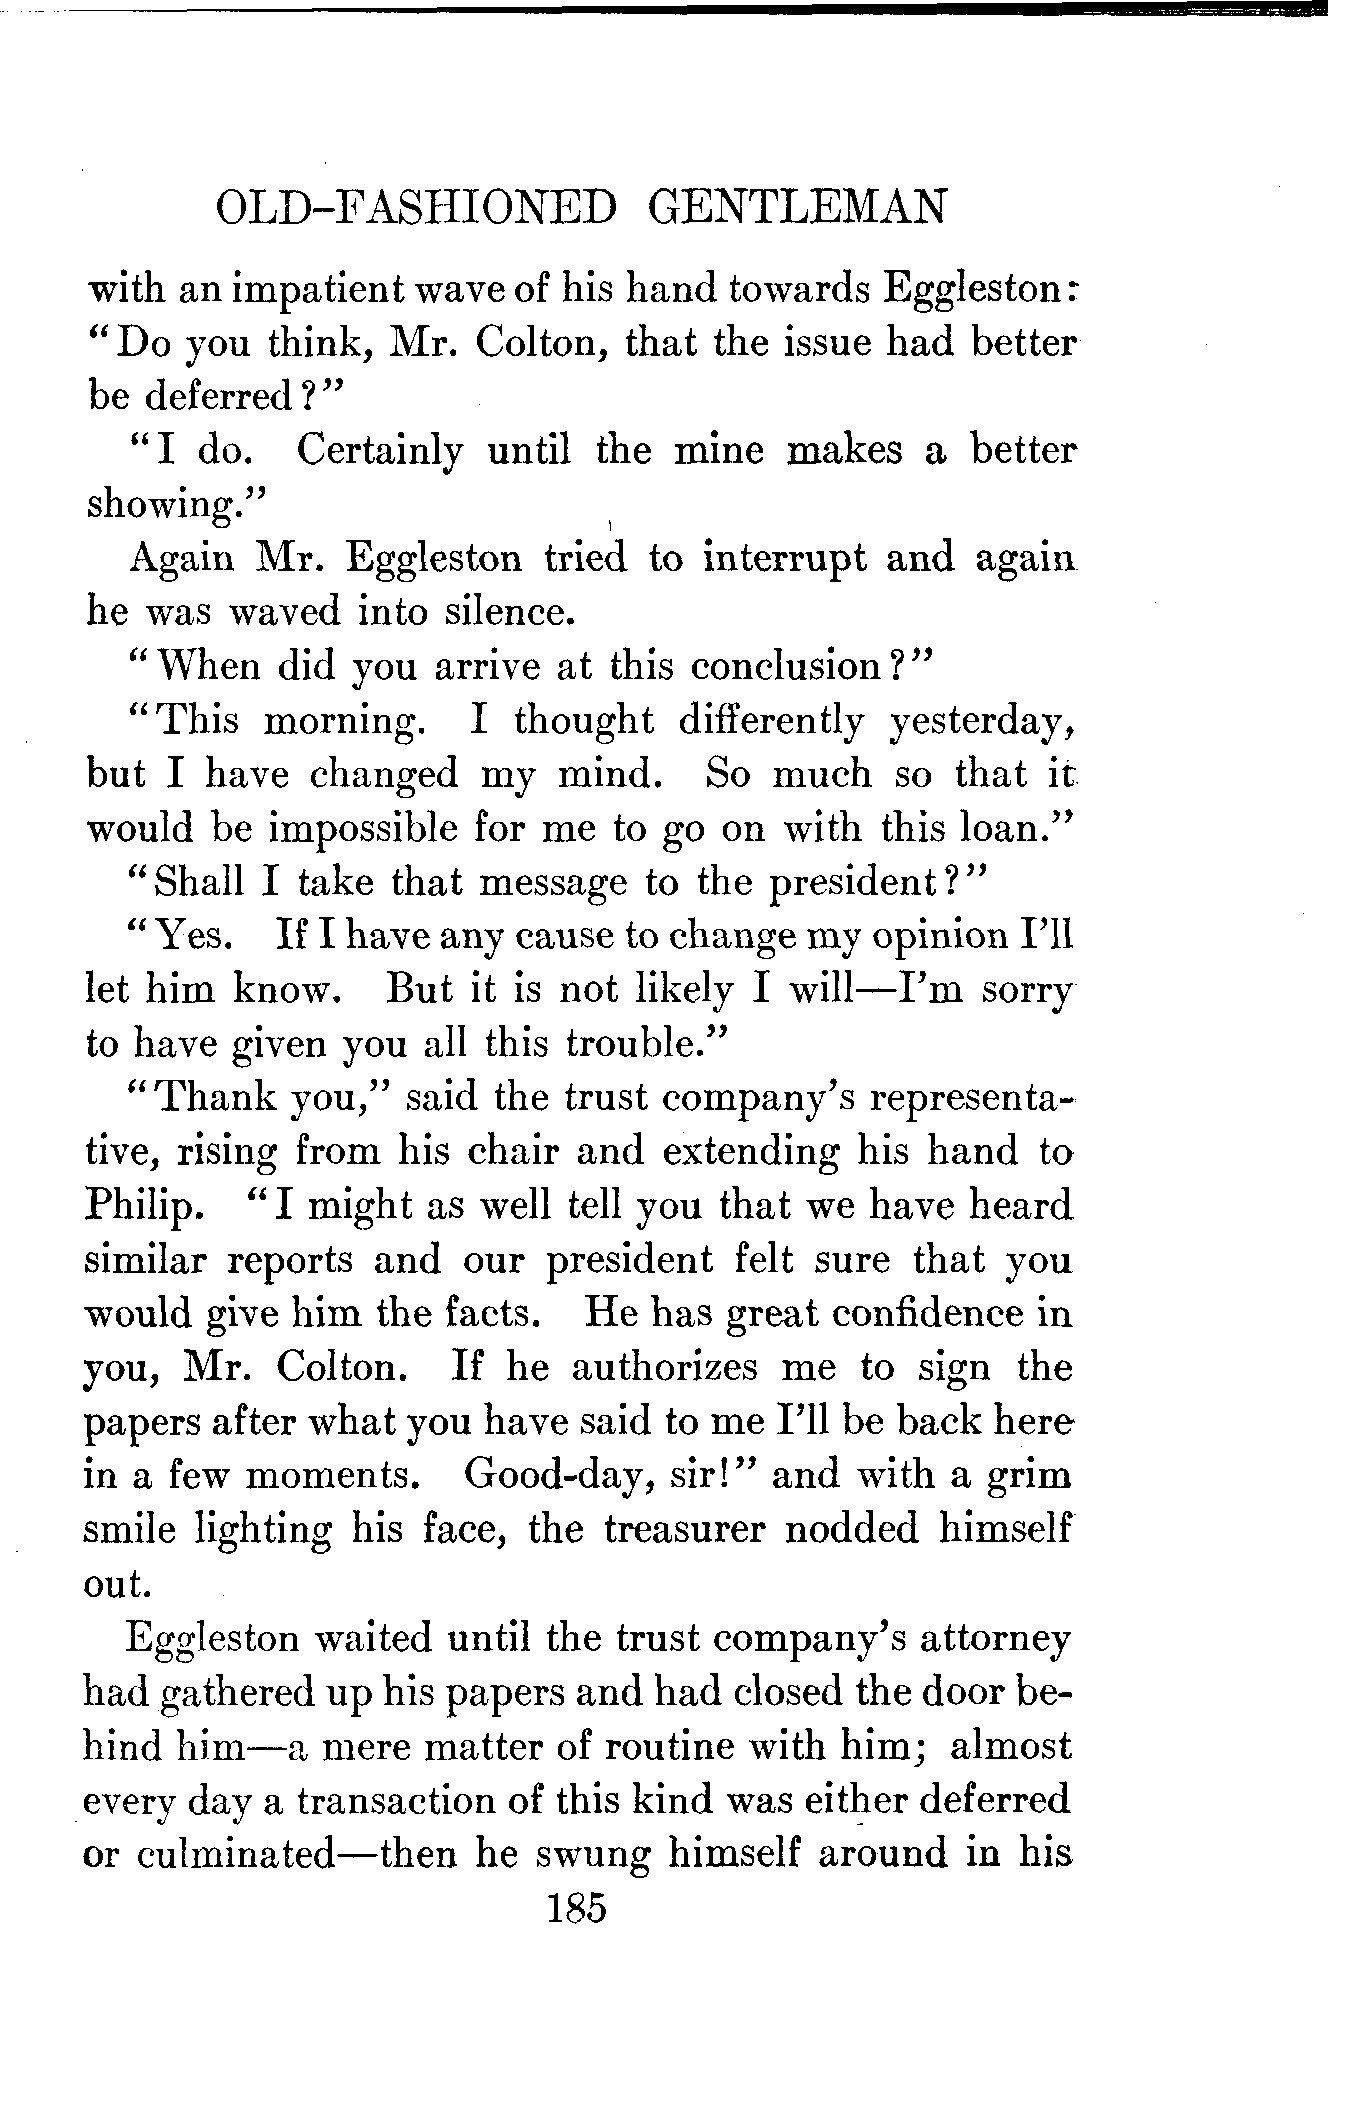 OLD-FASHIONED GENTLEMAN
with an impatient wave of his hand towards Eggleston:
"Do you think, Mr. Colton, that the issue had better
be deferred?"
"I do. Certainly until the mine makes a better
showing."
Again Mr. Eggleston tried to interrupt and again
he was waved into silence.
"When did you arrive at this conclusion?"
"This morning. I thought differently yesterday,
but I have changed my mind. So much so that it
would be impossible for me to go on with this loan."
"Shall I take that message to the president?"
"Yes. If I have any cause to change my opinion I'll
let him know. But it is not likely I will—I'm sorry
to have given you all this trouble."
"Thank you," said the trust company's representa-
tive, rising from his chair and extending his hand to
Philip. "I might as well tell you that we have heard
similar reports and our president felt sure that you
would give him the facts. He has great confidence in
you, Mr. Colton. If he authorizes me to sign the
papers after what you have said to me I'll be back here
in a few moments. Good-day, sir!" and with a grim
smile lighting his face, the treasurer nodded himself
out.
Eggleston waited until the trust company's attorney
had gathered up his papers and had closed the door be-
hind him—a mere matter of routine with him; almost
every day a transaction of this kind was either deferred
or culminated—then he swung himself around in his
185